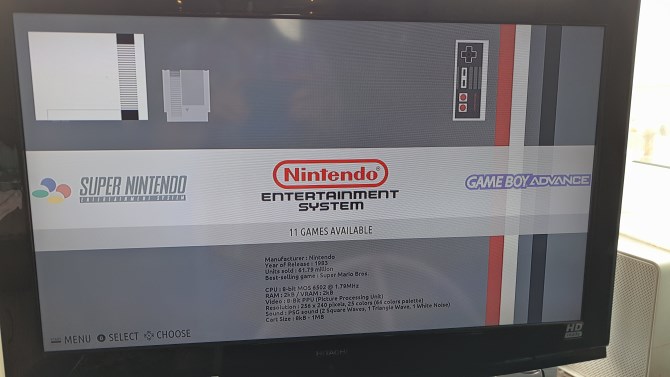 SUPER NINTENDO
ENTERTAINMENT SYSTEM
Nintendo
ENTERTAINMENT
SYSTEM
GAME BOY ADVANCE
11 GAMES AVAILABLE
Manufacturer : Nintendo
Year of Release : 1983
Units sold : 61.79 million
Best-selling game : Super Mario Bros.
CPU : 8-bit MOS 6502 @ 1.79MHz
RAM : 2kB / VRAM : 2kB
Video : 8-Bit PPU (Picture Processing Unit)
Resolution : 256 x 240 pixels, 25 colors (64 colors palette)
Sound : PSG sound (2 Square Waves, 1 Triangle Wave, 1 White Noise)
Cart Size : 8kB - 1MB
MENU SELECT CHOOSE
HITACHI
HD